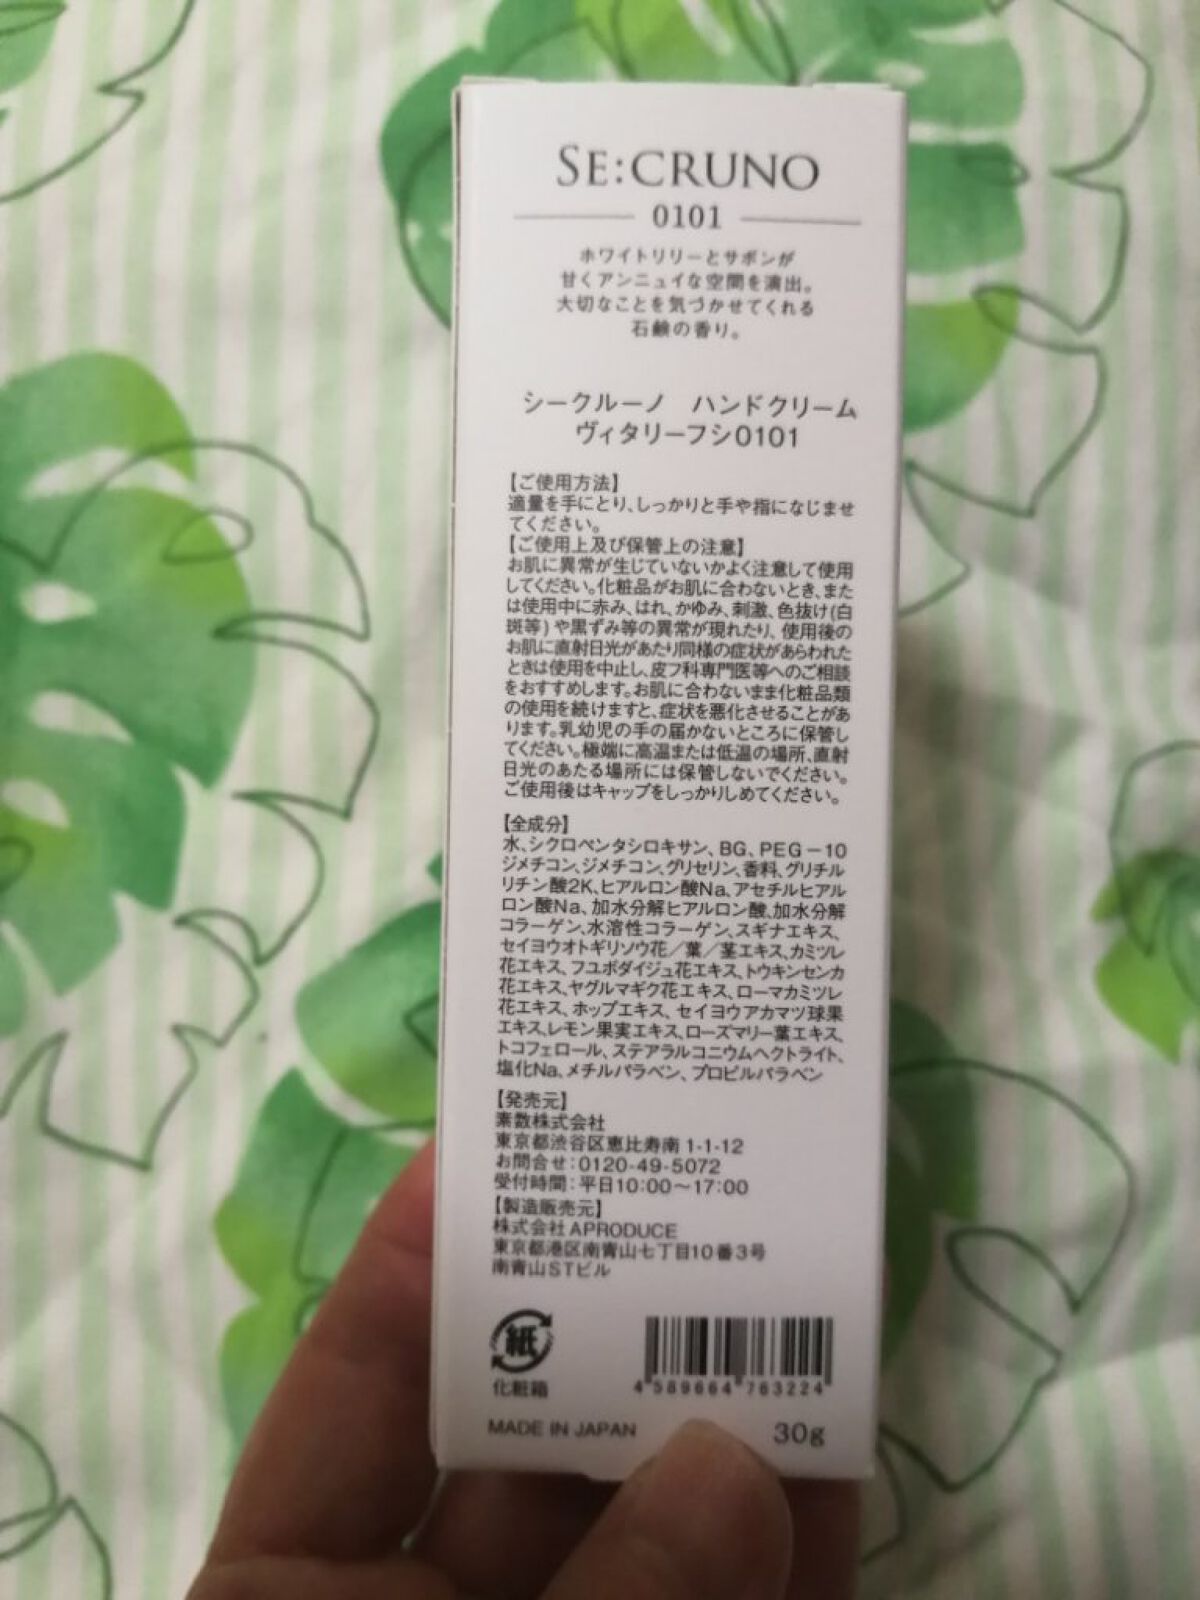 SE:CRUNO
0101
ホワイトリリーとサボンが
甘くアンニュイな空間を演出。
大切なことを気づかせてくれる
石鹸の香り。
シークルーノ ハンドクリーム
ヴィタリーフシ0101
【ご使用方法】
適量を手にとり、しっかりと手や指になじませ
てください。
【ご使用上及び保管上の注意】
お肌に異常が生じていないかよく注意して使用
してください。化粧品がお肌に合わないとき、また
は使用中に赤み、はれ、かゆみ、刺激、色抜け(白
斑等)や黒ずみ等の異常が現れたり、使用後の
お肌に直射日光があたり同様の症状があらわれた
ときは使用を中止し、皮フ科専門医等へのご相談
をおすすめします。お肌に合わないまま化粧品類
の使用を続けますと、症状を悪化させることがあ
ります。乳幼児の手の届かないところに保管し
てください。極端に高温または低温の場所、直射
日光のあたる場所には保管しないでください。
ご使用後はキャップをしっかりしめてください。
【全成分】
水、シクロペンタシロキサン、BG、PEG－10
ジメチコン、ジメチコン、グリセリン、香料、グリチル
リチン酸2K、ヒアルロン酸Na、アセチルヒアル
ロン酸Na、加水分解ヒアルロン酸、加水分解
コラーゲン、水溶性コラーゲン、スギナエキス、
セイヨウオトギリソウ花／葉／茎エキス、カミツレ
花エキス、フユボダイジュ花エキス、トウキンセンカ
花エキス、ヤグルマギク花エキス、ローマカミツレ
花エキス、ホップエキス、セイヨウアカマツ球果
エキス、レモン果実エキス、ローズマリー葉エキス、
トコフェロール、ステアラルコニウムヘクトライト、
塩化Na、メチルパラベン、プロピルパラベン
【発売元】
素数株式会社
東京都渋谷区恵比寿南1-1-12
お問合せ：0120-49-5072
受付時間：平日10:00〜17:00
【製造販売元】
株式会社APRODUCE
東京都港区南青山七丁目10番3号
南青山STビル
紙
化粧箱
4 589664 763224
MADE IN JAPAN 30g